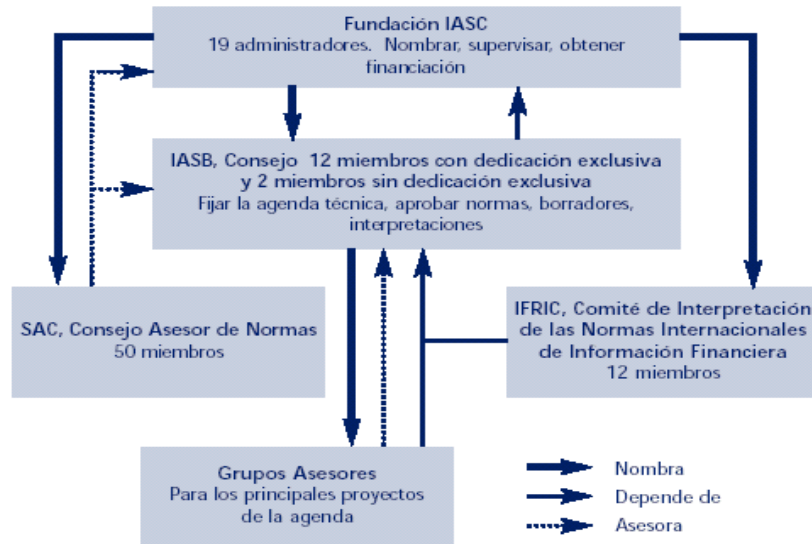 Fundación IASC
19 administradores. Nombrar, supervisar, obtener
financiación
IASB, Consejo 12 miembros con dedicación exclusiva
y 2 miembros sin dedicación exclusiva
Fijar la agenda técnica, aprobar normas, borradores,
interpretaciones
SAC, Consejo Asesor de Normas
50 miembros
IFRIC, Comité de Interpretación
de las Normas Internacionales
de Información Financiera
12 miembros
Grupos Asesores
Para los principales proyectos
de la agenda
Nombra
Depende de
Asesora